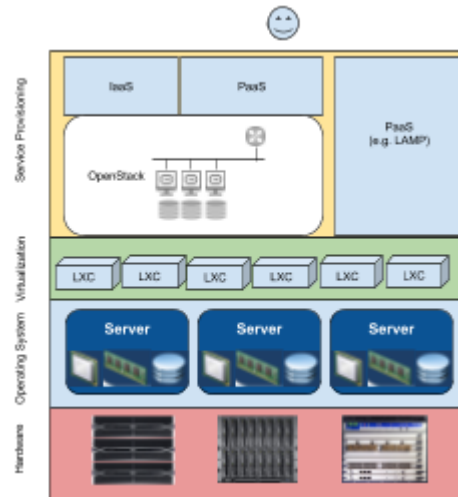 Service Provisioning
IaaS
PaaS
PaaS
(e.g. LAMP)
OpenStack
Virtualization
LXC
LXC
LXC
LXC
LXC
LXC
Operating System
Server
Server
Server
Hardware